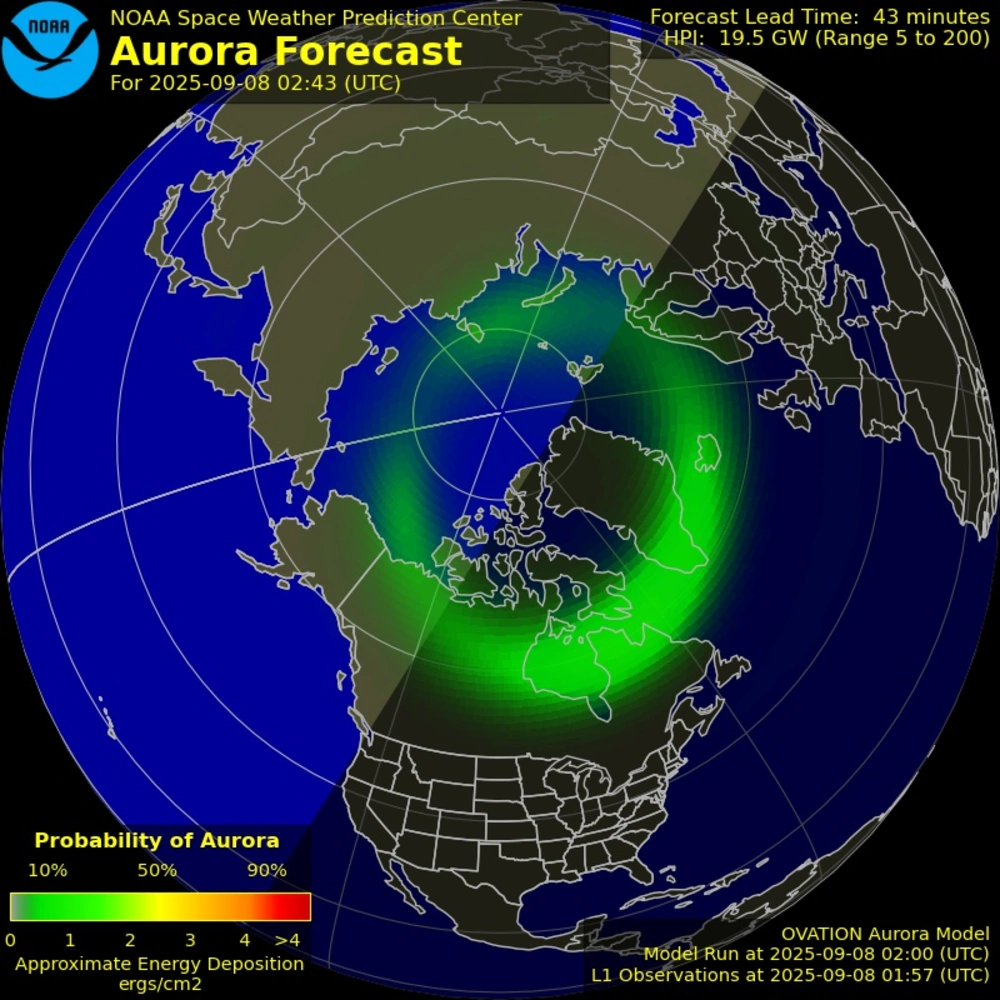 NOAA
NOAA Space Weather Prediction Center
Aurora Forecast
For 2025-09-08 02:43 (UTC)
Forecast Lead Time: 43 minutes
HPI: 19.5 GW (Range 5 to 200)
Probability of Aurora
10% 50% 90%
0 1 2 3 4 >4
Approximate Energy Deposition
ergs/cm2
OVATION Aurora Model
Model Run at 2025-09-08 02:00 (UTC)
L1 Observations at 2025-09-08 01:57 (UTC)